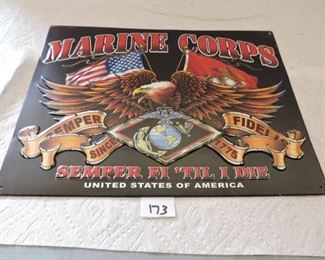 MARINE CORPS
SEMPER FIDELIS
SINCE 1775
SEMPER FI 'TIL I DIE
UNITED STATES OF AMERICA
173